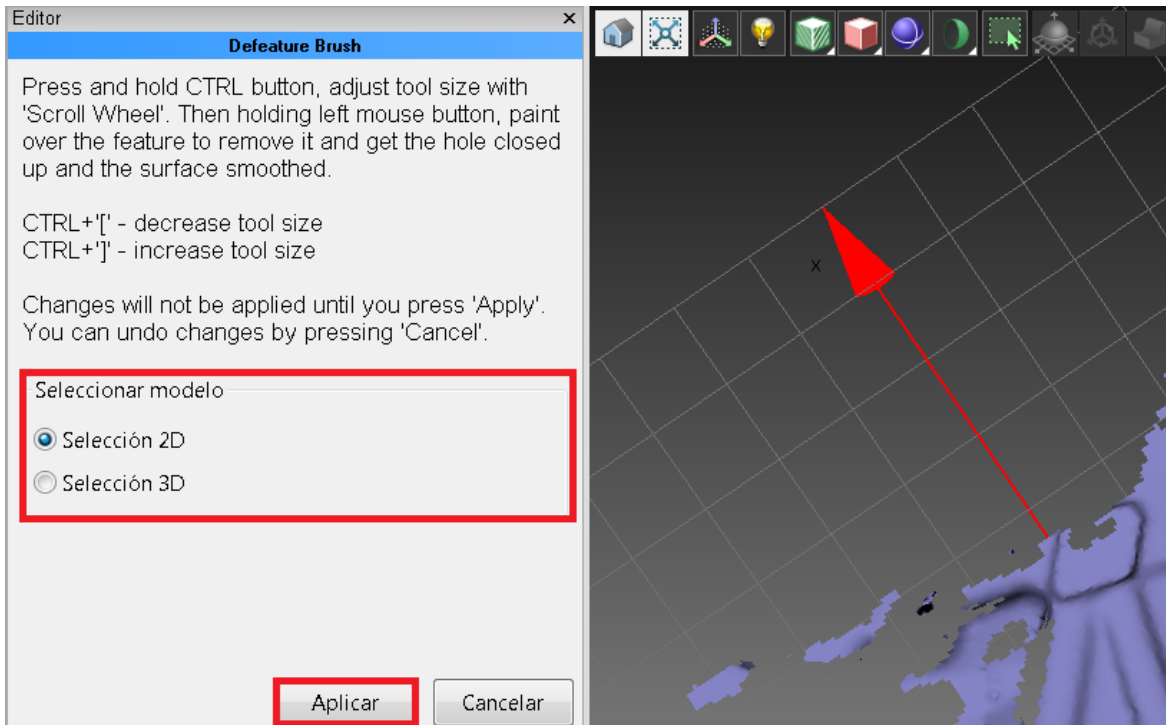 Editor
Defeature Brush
Press and hold CTRL button, adjust tool size with
'Scroll Wheel'. Then holding left mouse button, paint
over the feature to remove it and get the hole closed
up and the surface smoothed.
CTRL+'[' - decrease tool size
CTRL+']' - increase tool size
Changes will not be applied until you press 'Apply'.
You can undo changes by pressing 'Cancel'.
Seleccionar modelo
Selección 2D
Selección 3D
Aplicar
Cancelar
X